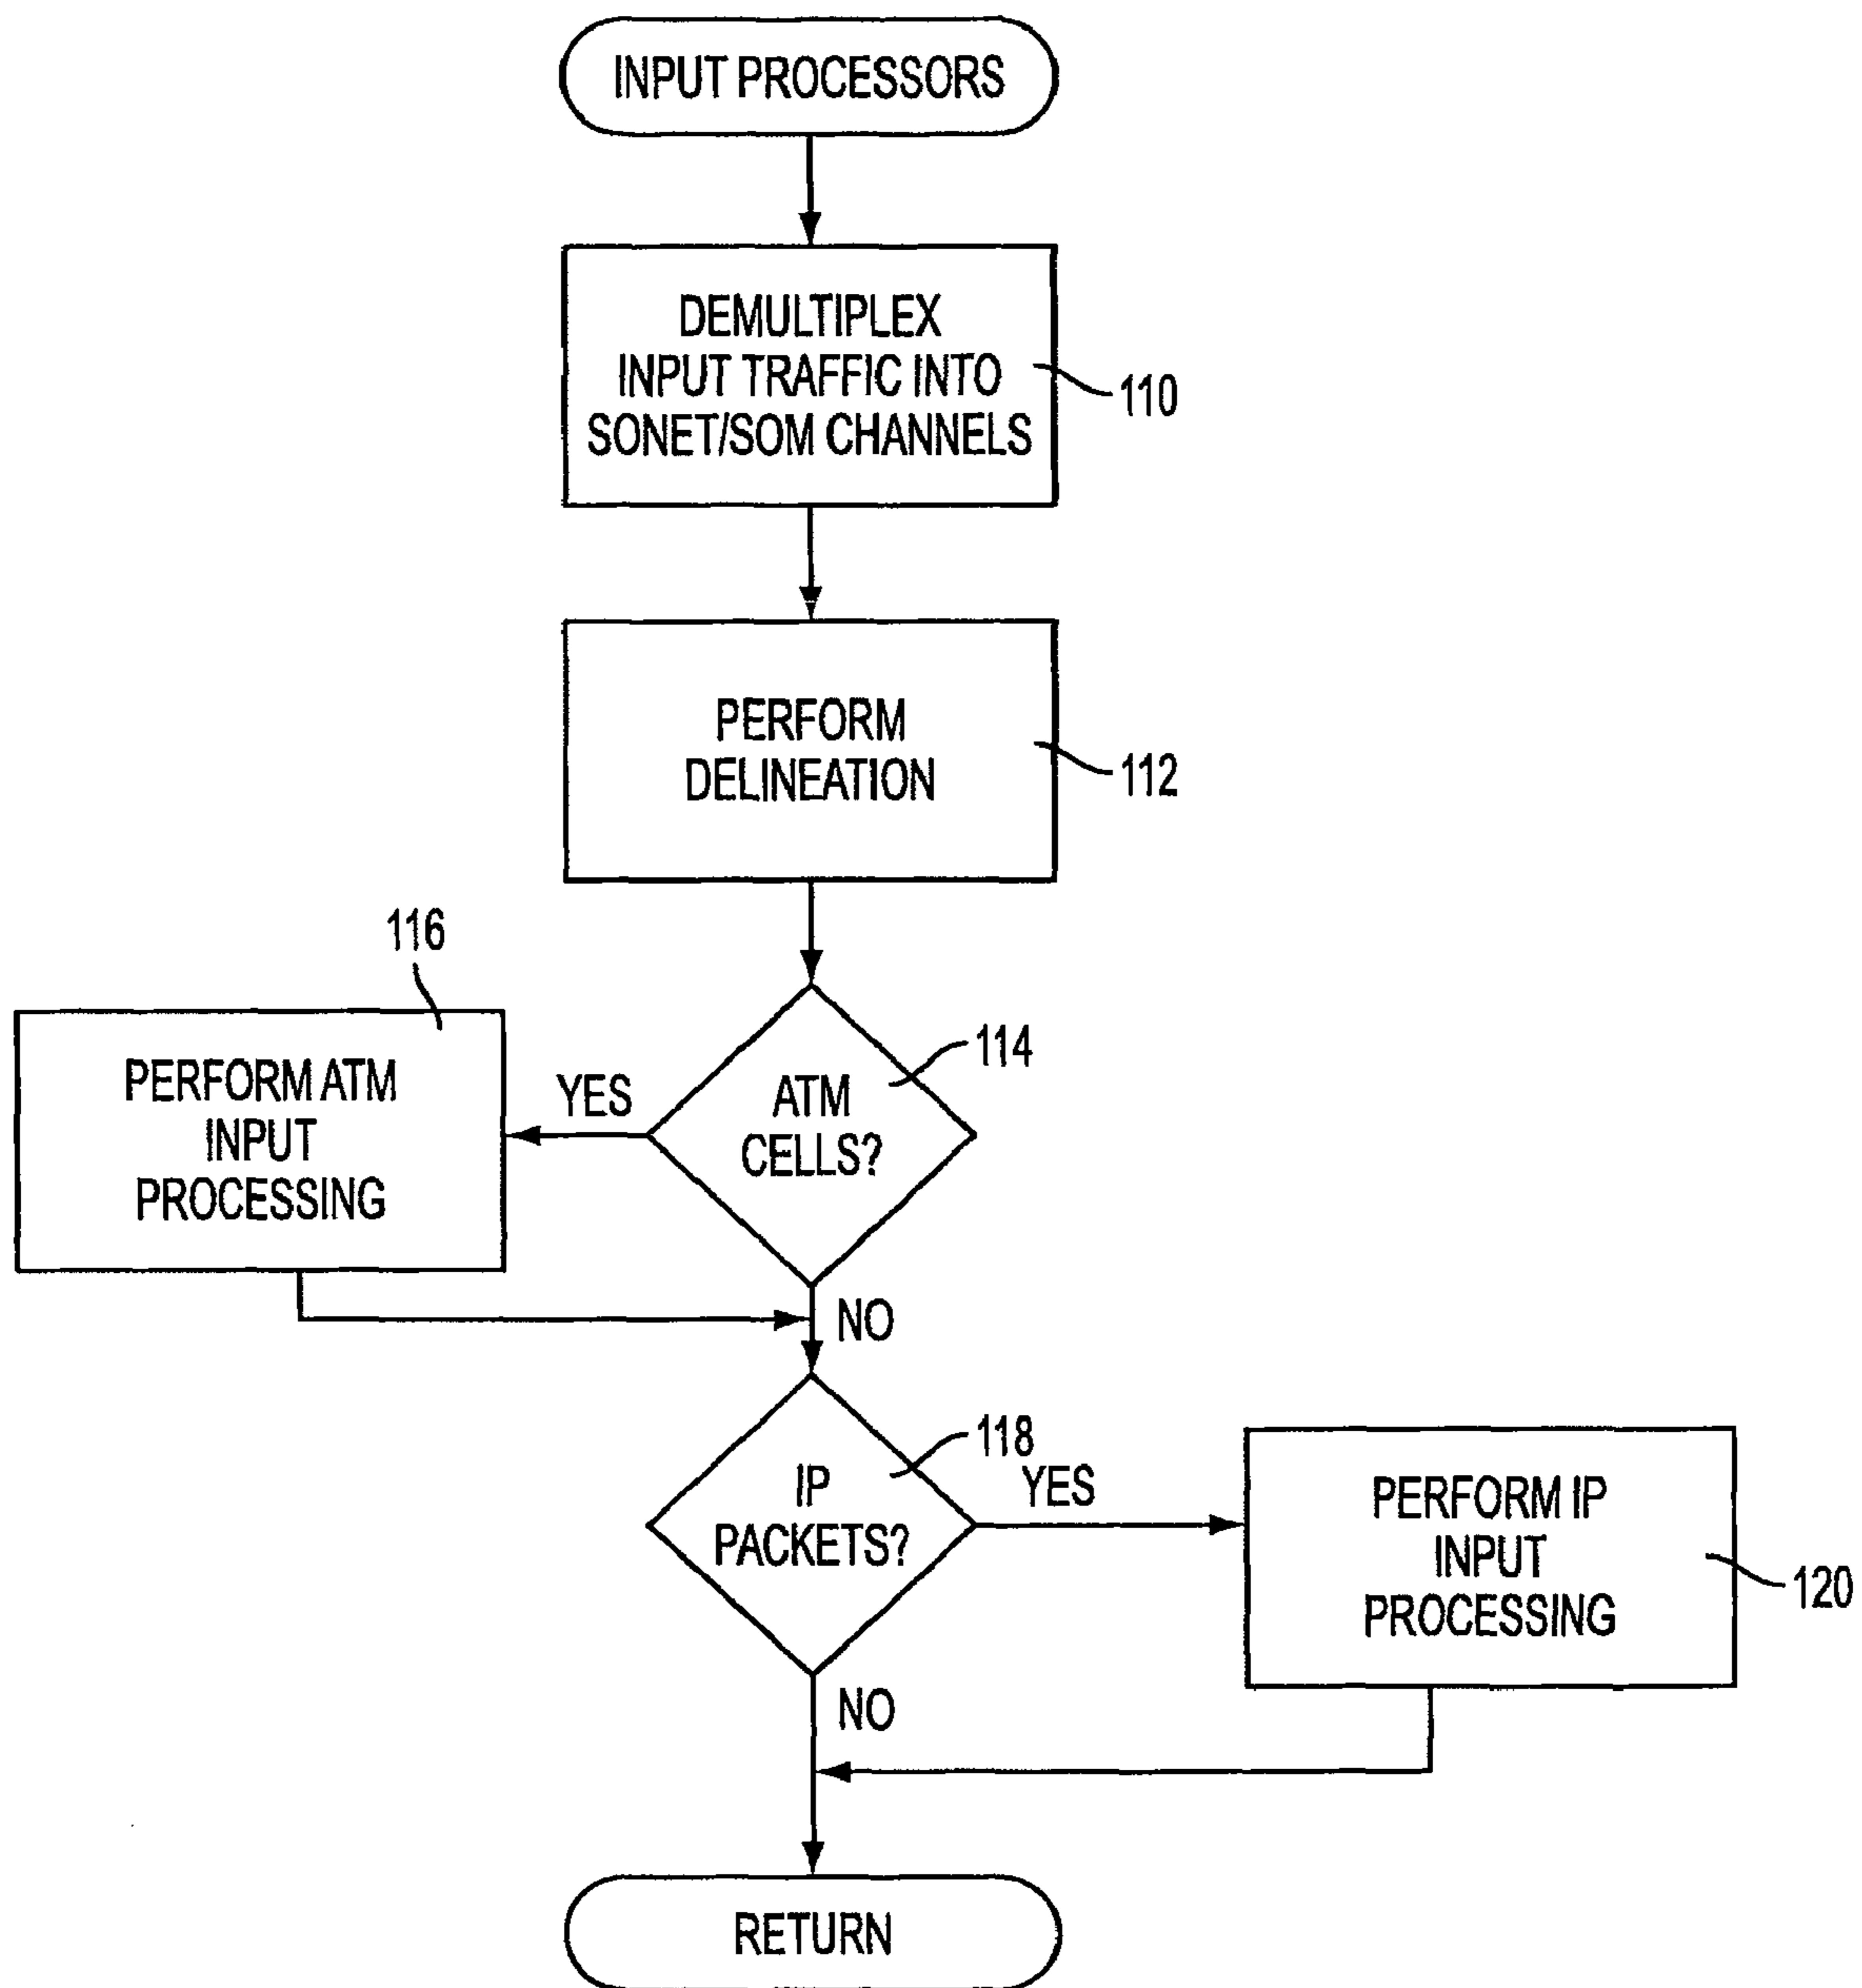 INPUT PROCESSORS
DEMULTIPLEX
INPUT TRAFFIC INTO
SONET/SOM CHANNELS
110
PERFORM
DELINEATION
112
116
PERFORM ATM
INPUT
PROCESSING
YES
ATM
CELLS?
114
NO
IP
PACKETS?
118
YES
PERFORM IP
INPUT
PROCESSING
120
NO
RETURN